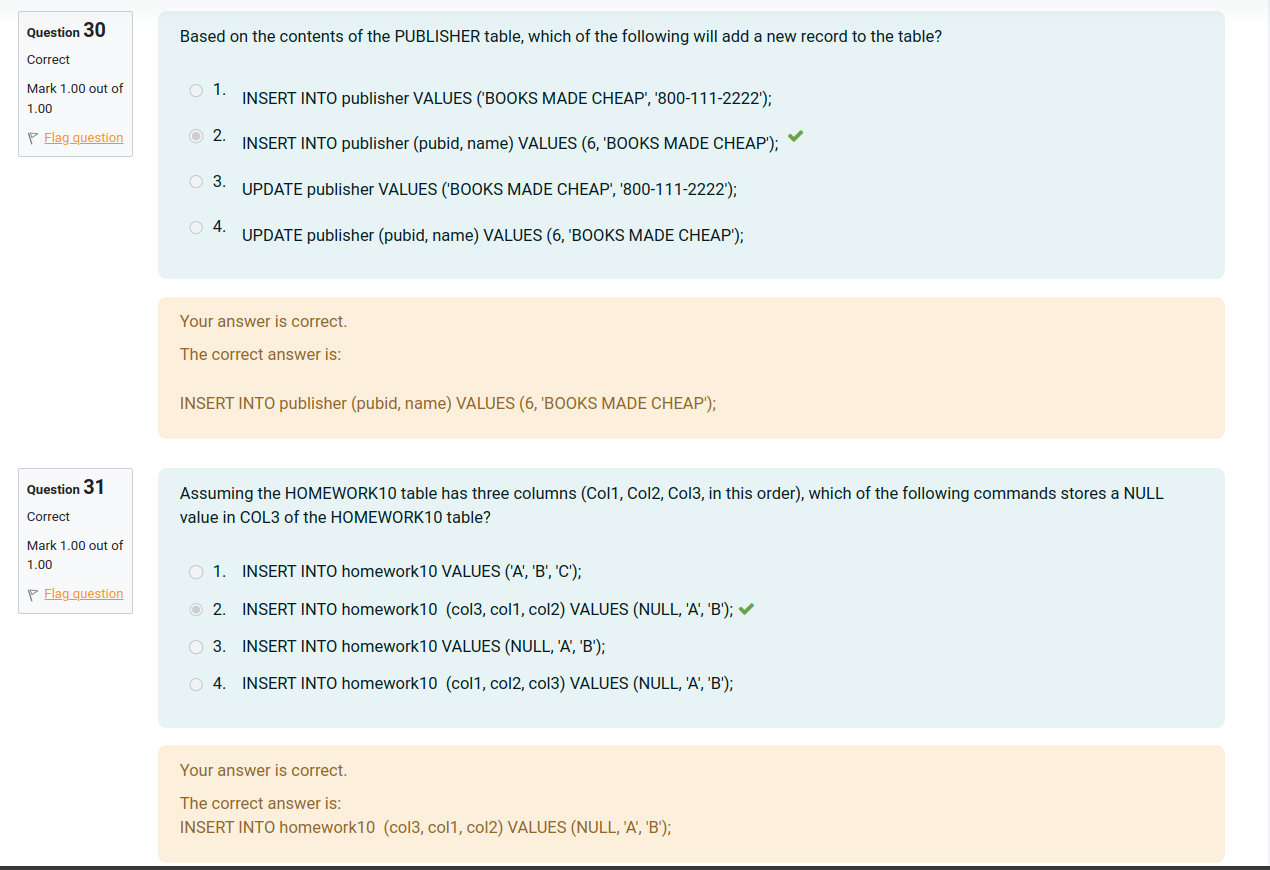 Question 30
Correct
Mark 1.00 out of
1.00
Flag question
Based on the contents of the PUBLISHER table, which of the following will add a new record to the table?
1. INSERT INTO publisher VALUES ('BOOKS MADE CHEAP', '800-111-2222');
2. INSERT INTO publisher (pubid, name) VALUES (6, 'BOOKS MADE CHEAP');
3. UPDATE publisher VALUES ('BOOKS MADE CHEAP', '800-111-2222');
4. UPDATE publisher (pubid, name) VALUES (6, 'BOOKS MADE CHEAP');
Your answer is correct.
The correct answer is:
INSERT INTO publisher (pubid, name) VALUES (6, 'BOOKS MADE CHEAP');
Question 31
Correct
Mark 1.00 out of
1.00
Flag question
Assuming the HOMEWORK10 table has three columns (Col1, Col2, Col3, in this order), which of the following commands stores a NULL
value in COL3 of the HOMEWORK10 table?
1. INSERT INTO homework10 VALUES ('A', 'B', 'C');
2. INSERT INTO homework10  (col3, col1, col2) VALUES (NULL, 'A', 'B');
3. INSERT INTO homework10 VALUES (NULL, 'A', 'B');
4. INSERT INTO homework10  (col1, col2, col3) VALUES (NULL, 'A', 'B');
Your answer is correct.
The correct answer is:
INSERT INTO homework10  (col3, col1, col2) VALUES (NULL, 'A', 'B');